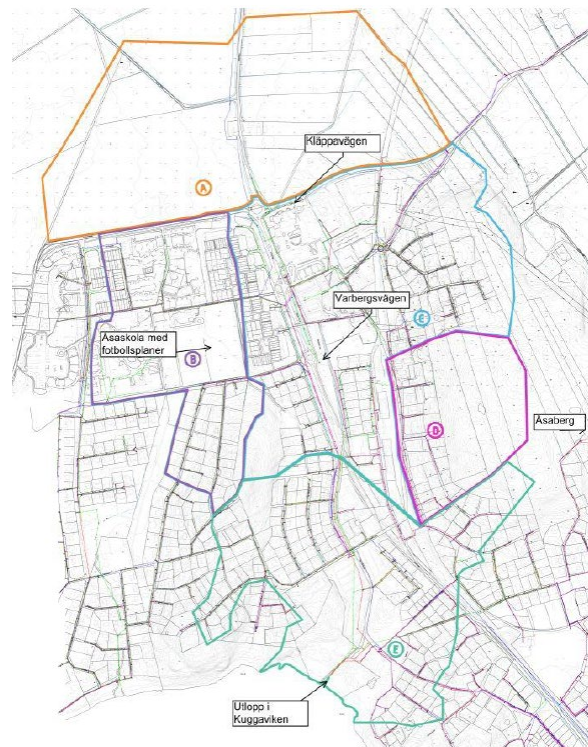 Kläppavägen
A
Varbergsvägen
E
Åsaskola med
fotbollsplaner
B
Åsaberg
D
E
Utlopp i
Kuggaviken